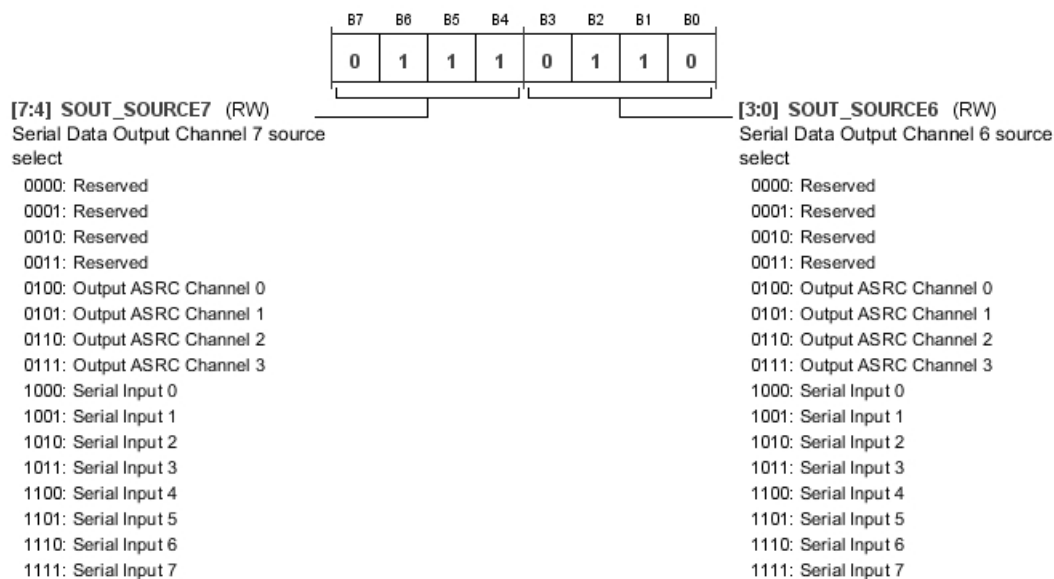 B7 B6 B5 B4 B3 B2 B1 B0
0 1 1 1 0 1 1 0
[7:4] SOUT_SOURCE7 (RW)
Serial Data Output Channel 7 source
select
0000: Reserved
0001: Reserved
0010: Reserved
0011: Reserved
0100: Output ASRC Channel 0
0101: Output ASRC Channel 1
0110: Output ASRC Channel 2
0111: Output ASRC Channel 3
1000: Serial Input 0
1001: Serial Input 1
1010: Serial Input 2
1011: Serial Input 3
1100: Serial Input 4
1101: Serial Input 5
1110: Serial Input 6
1111: Serial Input 7
[3:0] SOUT_SOURCE6 (RW)
Serial Data Output Channel 6 source
select
0000: Reserved
0001: Reserved
0010: Reserved
0011: Reserved
0100: Output ASRC Channel 0
0101: Output ASRC Channel 1
0110: Output ASRC Channel 2
0111: Output ASRC Channel 3
1000: Serial Input 0
1001: Serial Input 1
1010: Serial Input 2
1011: Serial Input 3
1100: Serial Input 4
1101: Serial Input 5
1110: Serial Input 6
1111: Serial Input 7